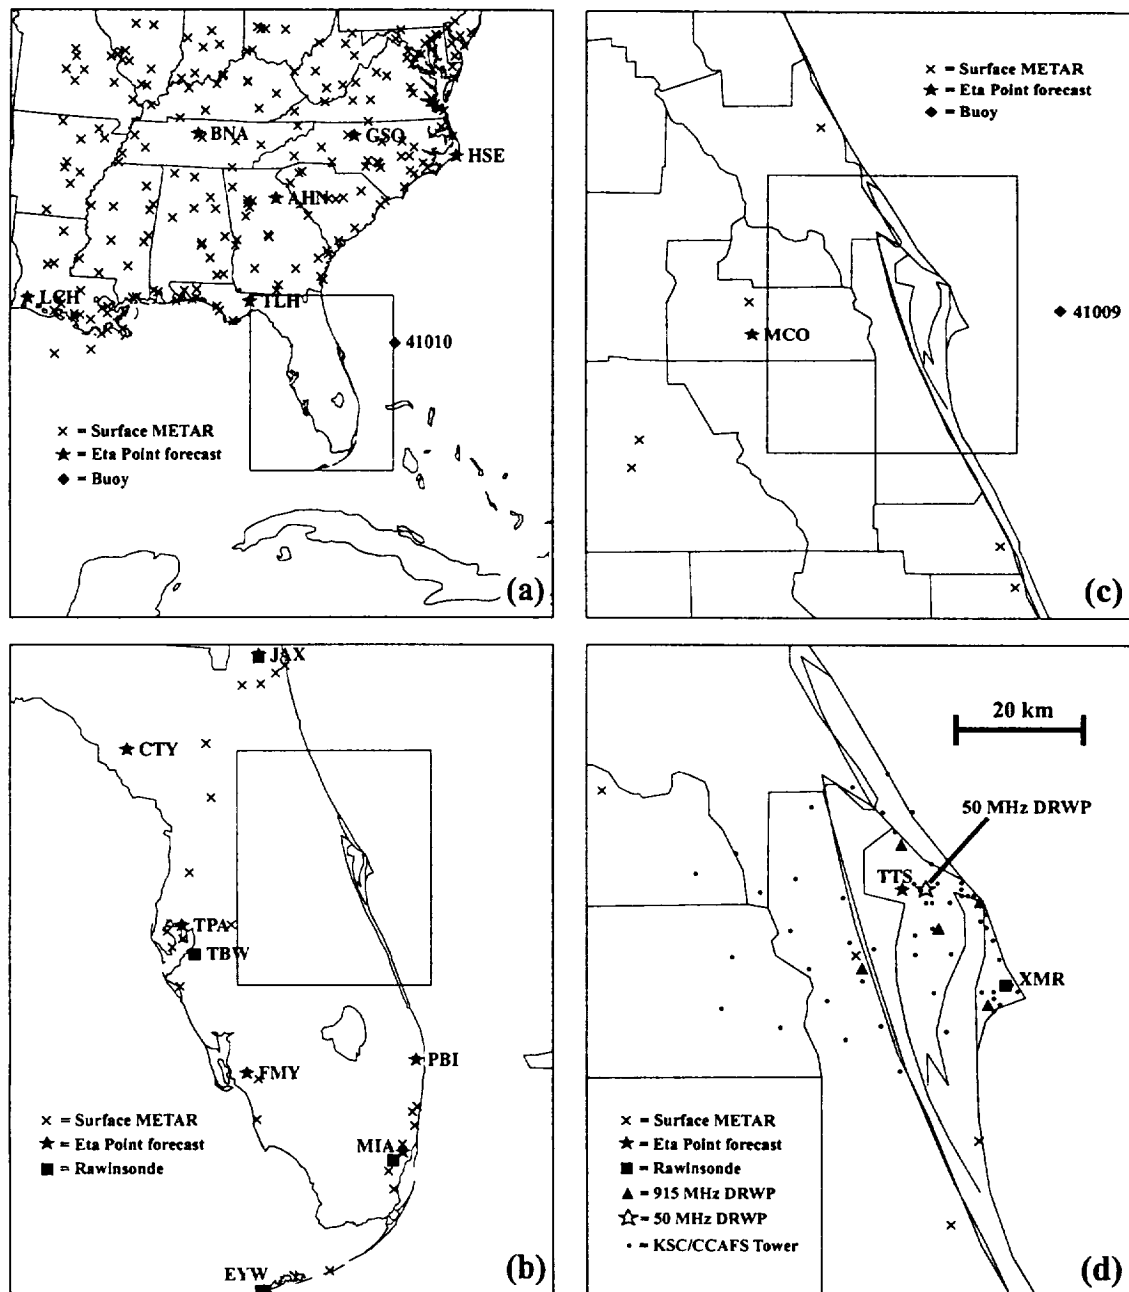 BNA
GSO
HSE
AHN
LCH
TLH
41010
× = Surface METAR
★ = Eta Point forecast
◆ = Buoy
(a)
× = Surface METAR
★ = Eta Point forecast
◆ = Buoy
41009
MCO
(c)
JAX
CTY
TPA
TBW
PBI
FMY
× = Surface METAR
★ = Eta Point forecast
■ = Rawinsonde
MIA
EYW
(b)
20 km
50 MHz DRWP
TTS
XMR
× = Surface METAR
★ = Eta Point forecast
■ = Rawinsonde
▲ = 915 MHz DRWP
☆ = 50 MHz DRWP
• = KSC/CCAFS Tower
(d)